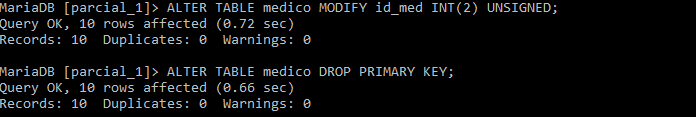 MariaDB [parcial_1]> ALTER TABLE medico MODIFY id_med INT(2) UNSIGNED;
Query OK, 10 rows affected (0.72 sec)
Records: 10  Duplicates: 0  Warnings: 0
MariaDB [parcial_1]> ALTER TABLE medico DROP PRIMARY KEY;
Query OK, 10 rows affected (0.66 sec)
Records: 10  Duplicates: 0  Warnings: 0